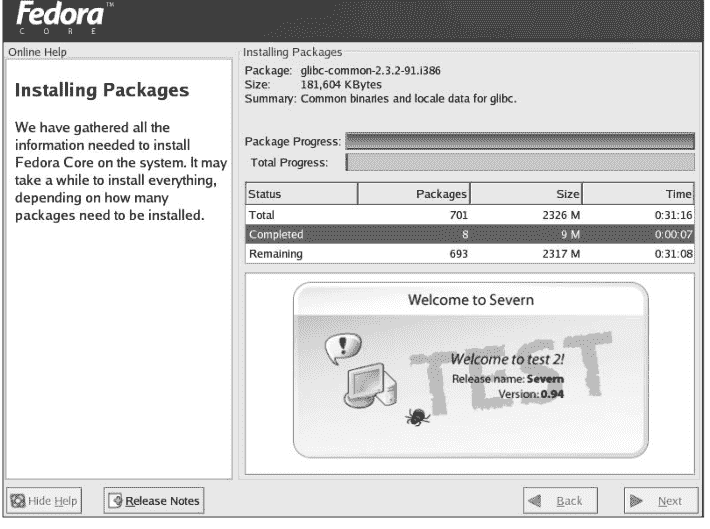 Fedora™
CORE
Online Help
Installing Packages
We have gathered all the
information needed to install
Fedora Core on the system. It may
take a while to install everything,
depending on how many
packages need to be installed.
Installing Packages
Package: glibc-common-2.3.2-91.i386
Size: 181,604 KBytes
Summary: Common binaries and locale data for glibc.
Package Progress:
Total Progress:
Status Packages Size Time
Total 701 2326 M 0:31:16
Completed 8 9 M 0:00:07
Remaining 693 2317 M 0:31:08
Welcome to Severn
TEST
Welcome to test 2!
Release name: Severn
Version: 0.94
Hide Help
Release Notes
Back
Next